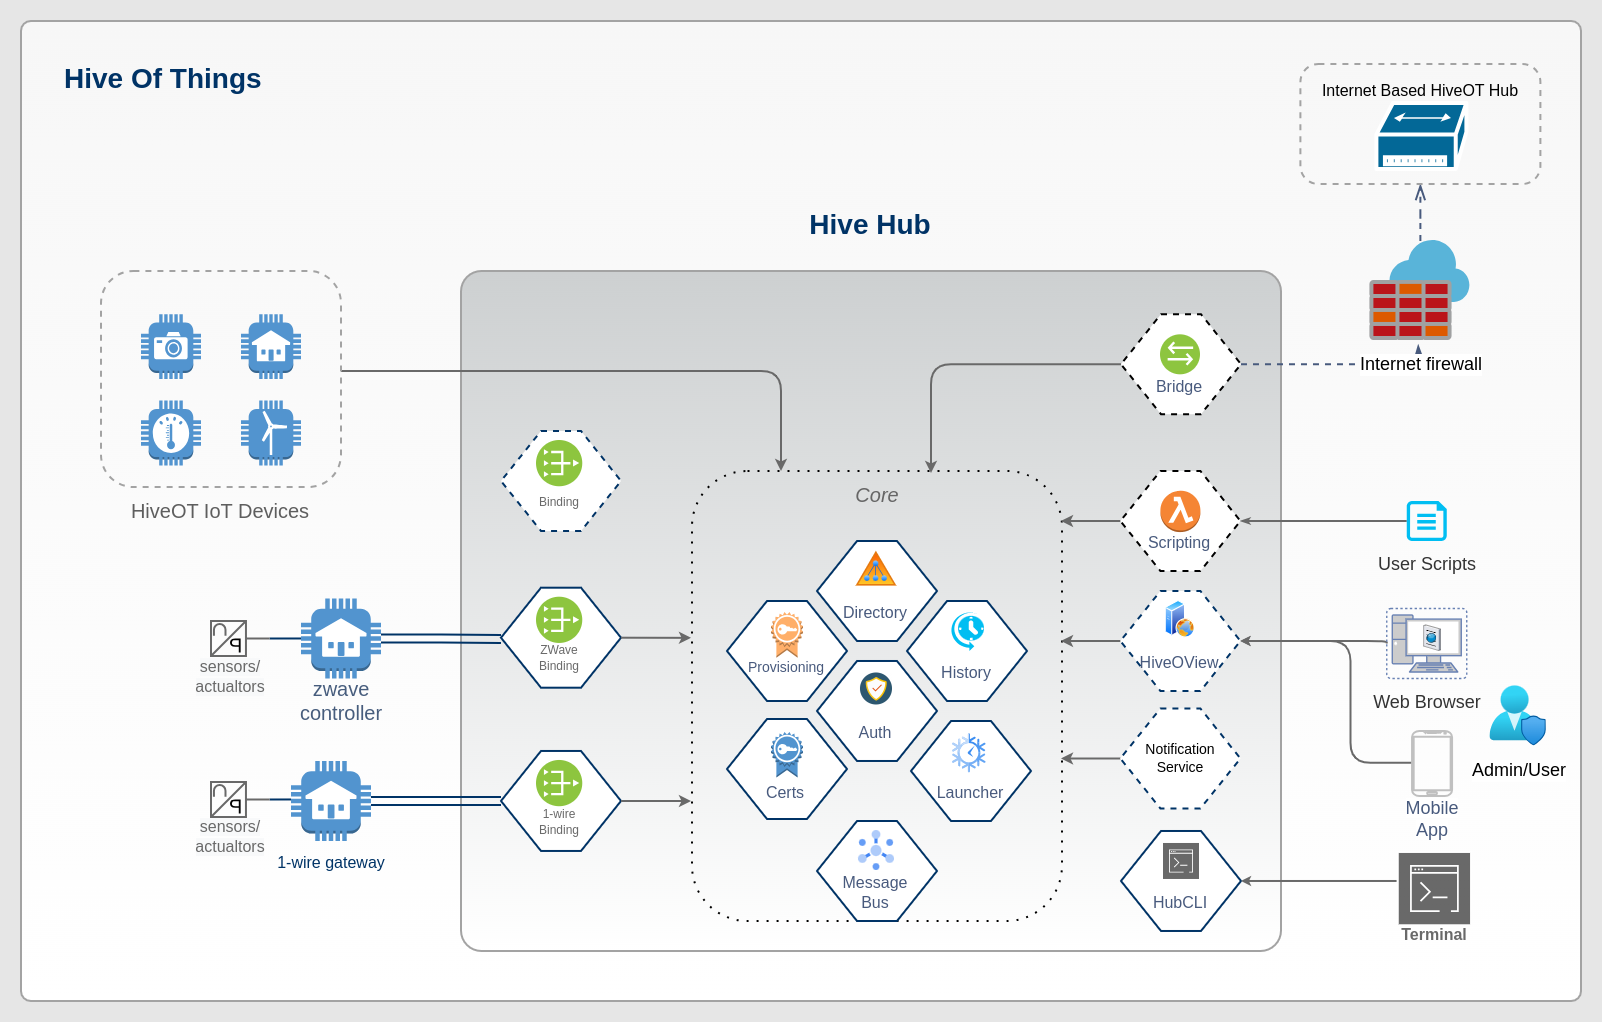 Hive Of Things
Internet Based HiveOT Hub
Hive Hub
Internet firewall
Bridge
HiveOT IoT Devices
Binding
Core
Scripting
User Scripts
Directory
Provisioning
History
HiveOView
Web Browser
ZWave
Binding
sensors/
actualtors
zwave
controller
Auth
Notification
Service
Admin/User
Certs
Launcher
Mobile
App
1-wire
Binding
sensors/
actualtors
1-wire gateway
Message
Bus
HubCLI
Terminal